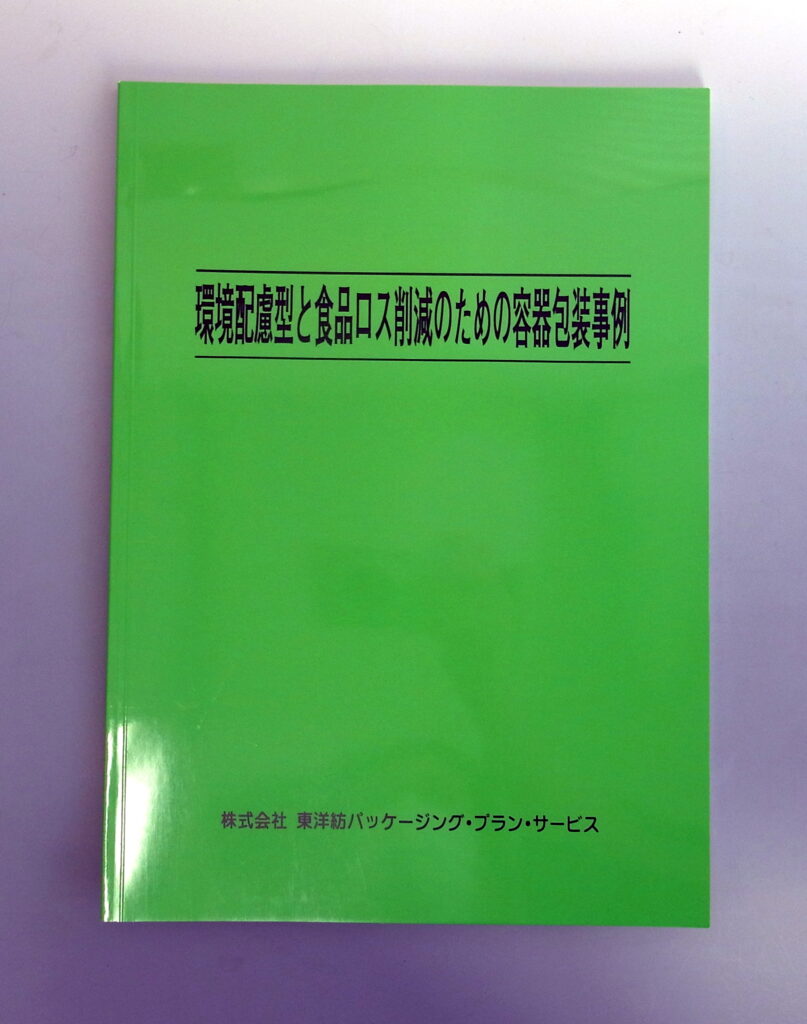 環境配慮型と食品ロス削減のための容器包装事例
株式会社 東洋紡パッケージング・プラン・サービス